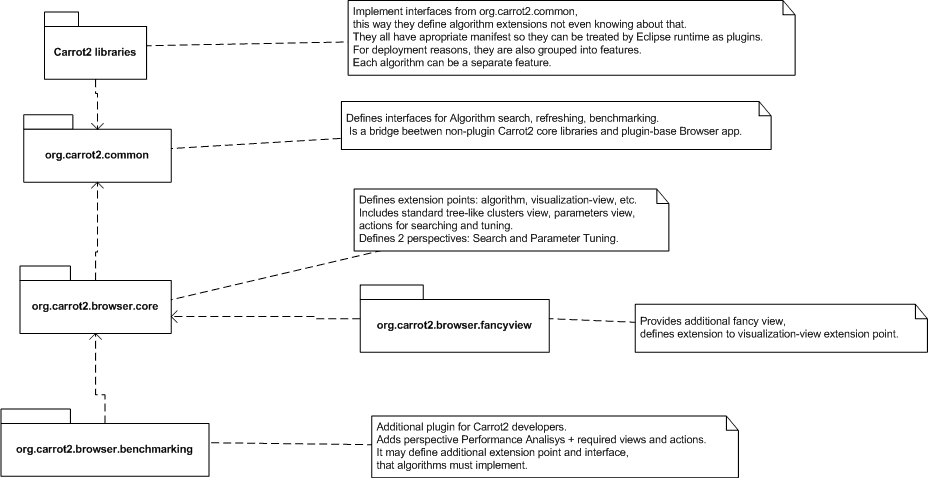 Implement interfaces from org.carrot2.common,
this way they define algorithm extensions not even knowing about that.
They all have apropriate manifest so they can be treated by Eclipse runtime as plugins.
For deployment reasons, they are also grouped into features.
Each algorithm can be a separate feature.
Carrot2 libraries
Defines interfaces for Algorithm search, refreshing, benchmarking.
Is a bridge beetwen non-plugin Carrot2 core libraries and plugin-base Browser app.
org.carrot2.common
Defines extension points: algorithm, visualization-view, etc.
Includes standard tree-like clusters view, parameters view,
actions for searching and tuning.
Defines 2 perspectives: Search and Parameter Tuning.
org.carrot2.browser.core
org.carrot2.browser.fancyview
Provides additional fancy view,
defines extension to visualization-view extension point.
Additional plugin for Carrot2 developers.
Adds perspective Performance Analisys + required views and actions.
It may define additional extension point and interface,
that algorithms must implement.
org.carrot2.browser.benchmarking